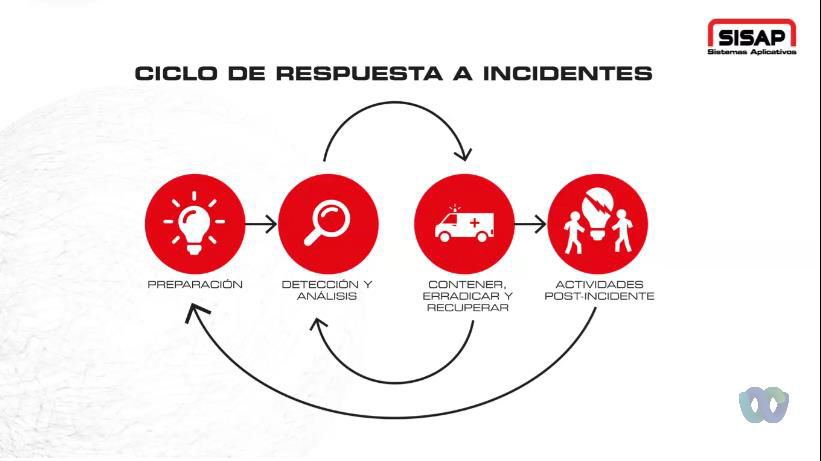 SISAP
Sistemas Aplicativos
CICLO DE RESPUESTA A INCIDENTES
PREPARACIÓN
DETECCIÓN Y
ANÁLISIS
CONTENER,
ERRADICAR Y
RECUPERAR
ACTIVIDADES
POST-INCIDENTE